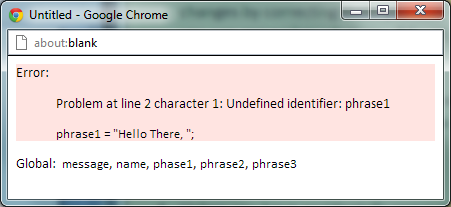 Untitled - Google Chrome
about:blank
Error:
Problem at line 2 character 1: Undefined identifier: phrase1
phrase1 = "Hello There, ";
Global: message, name, phase1, phrase2, phrase3